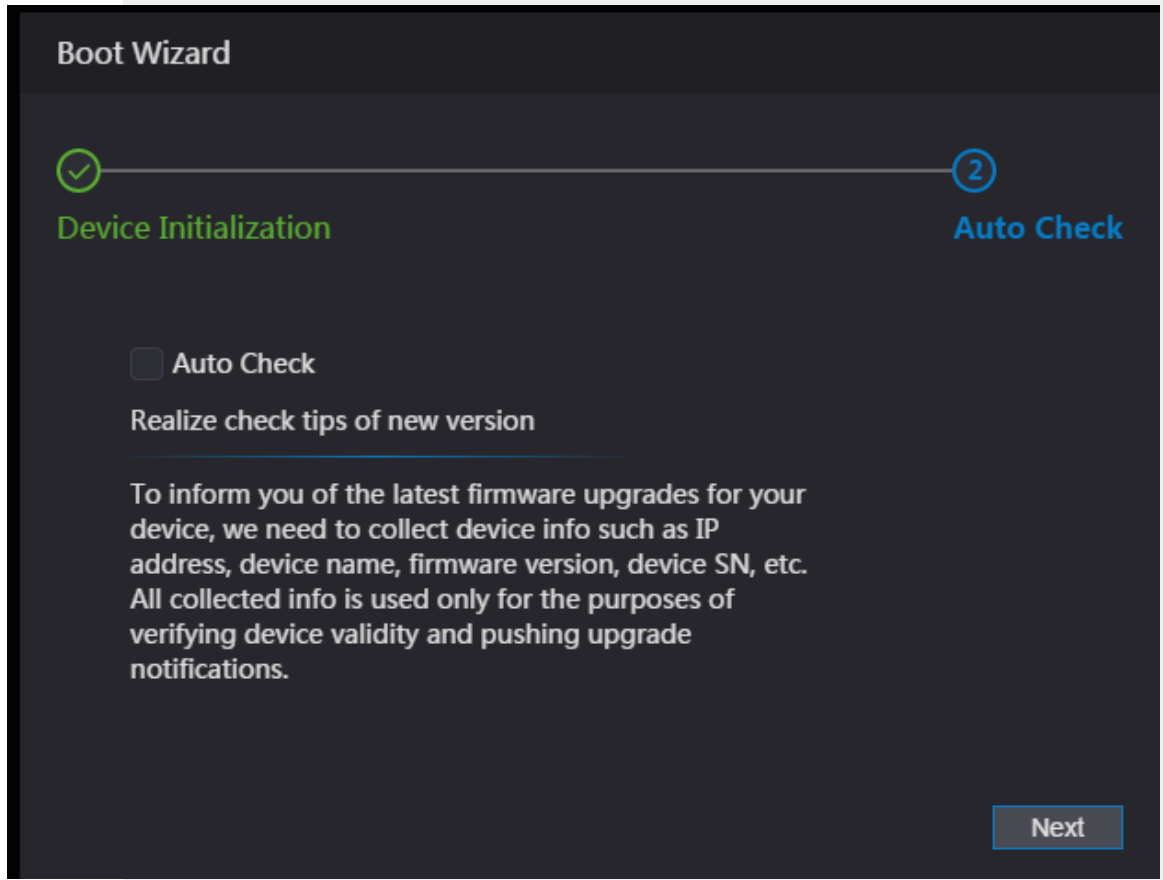 Boot Wizard
2
Device Initialization
Auto Check
Auto Check
Realize check tips of new version
To inform you of the latest firmware upgrades for your
device, we need to collect device info such as IP
address, device name, firmware version, device SN, etc.
All collected info is used only for the purposes of
verifying device validity and pushing upgrade
notifications.
Next